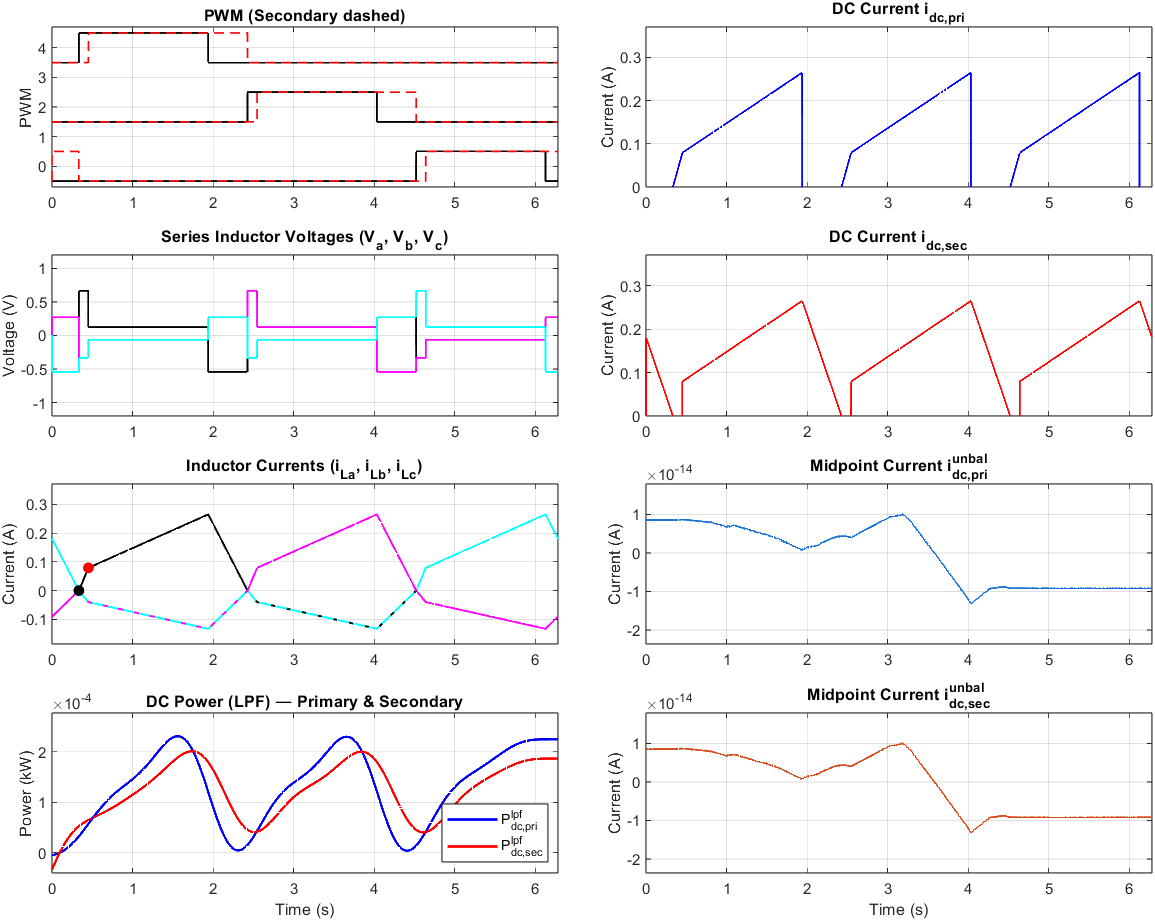 PWM (Secondary dashed)
PWM
4
3
2
1
0
0 1 2 3 4 5 6
DC Current i_dc,pri
Current (A)
0.3
0.2
0.1
0
0 1 2 3 4 5 6
Series Inductor Voltages (V_a, V_b, V_c)
Voltage (V)
1
0.5
0
-0.5
-1
0 1 2 3 4 5 6
DC Current i_dc,sec
Current (A)
0.3
0.2
0.1
0
0 1 2 3 4 5 6
Inductor Currents (i_La, i_Lb, i_Lc)
Current (A)
0.3
0.2
0.1
0
-0.1
0 1 2 3 4 5 6
Midpoint Current i_dc,pri^unbal
×10^-14
Current (A)
1
0
-1
-2
0 1 2 3 4 5 6
DC Power (LPF) — Primary & Secondary
×10^-4
Power (kW)
2
1
0
P_dc,pri^lpf
P_dc,sec^lpf
0 1 2 3 4 5 6
Time (s)
Midpoint Current i_dc,sec^unbal
×10^-14
Current (A)
1
0
-1
-2
0 1 2 3 4 5 6
Time (s)